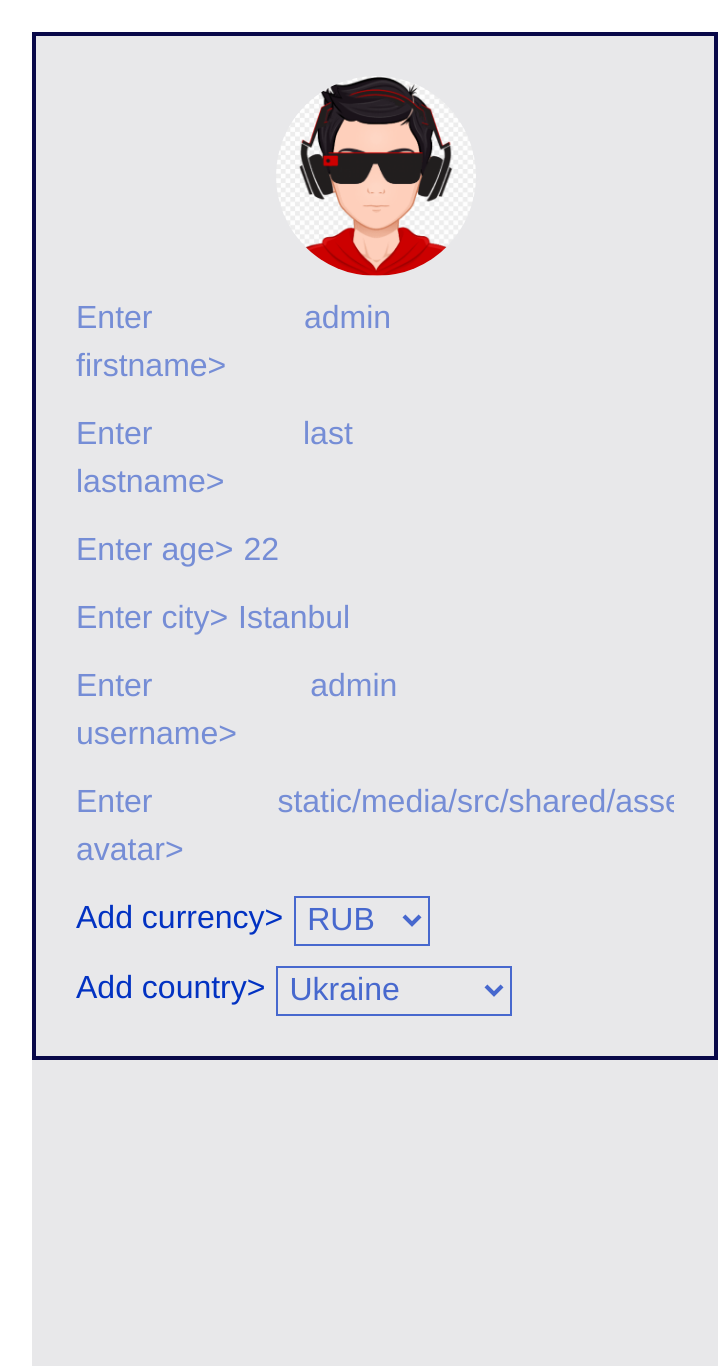 Enter admin
firstname>
Enter last
lastname>
Enter age> 22
Enter city> Istanbul
Enter admin
username>
Enter static/media/src/shared/asse
avatar>
Add currency> RUB
Add country> Ukraine